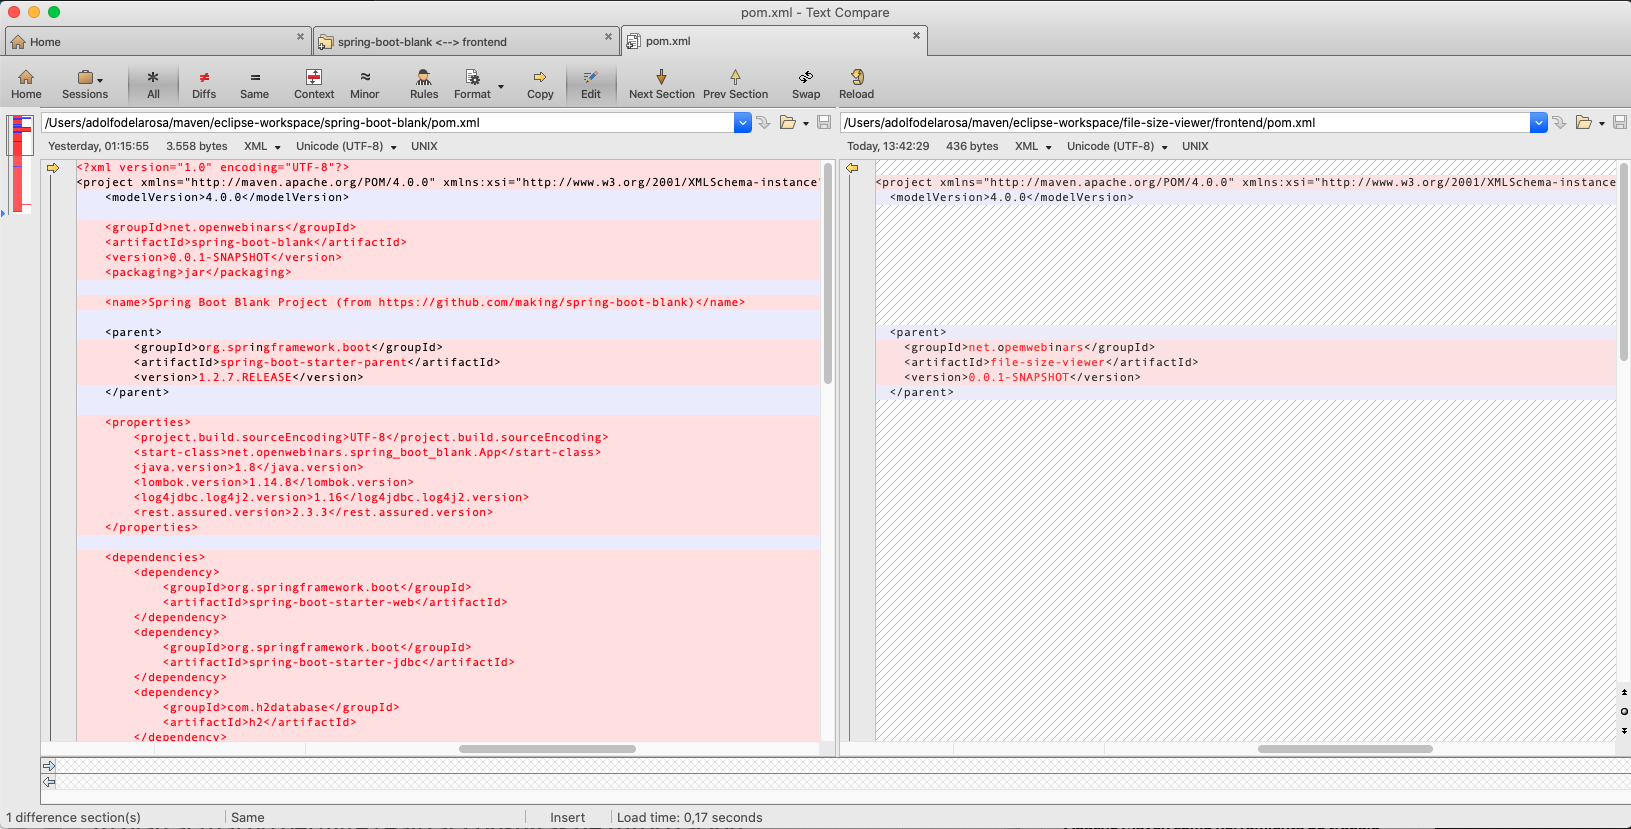 pom.xml - Text Compare
Home
spring-boot-blank <--> frontend
pom.xml
Home Sessions All Diffs Same Context Minor Rules Format Copy Edit Next Section Prev Section Swap Reload
/Users/adolfodelarosa/maven/eclipse-workspace/spring-boot-blank/pom.xml
Yesterday, 01:15:55 3.558 bytes XML Unicode (UTF-8) UNIX
<?xml version="1.0" encoding="UTF-8"?>
<project xmlns="http://maven.apache.org/POM/4.0.0" xmlns:xsi="http://www.w3.org/2001/XMLSchema-instance"
<modelVersion>4.0.0</modelVersion>
<groupId>net.openwebinars</groupId>
<artifactId>spring-boot-blank</artifactId>
<version>0.0.1-SNAPSHOT</version>
<packaging>jar</packaging>
<name>Spring Boot Blank Project (from https://github.com/making/spring-boot-blank)</name>
<parent>
<groupId>org.springframework.boot</groupId>
<artifactId>spring-boot-starter-parent</artifactId>
<version>1.2.7.RELEASE</version>
</parent>
<properties>
<project.build.sourceEncoding>UTF-8</project.build.sourceEncoding>
<start-class>net.openwebinars.spring_boot_blank.App</start-class>
<java.version>1.8</java.version>
<lombok.version>1.14.8</lombok.version>
<log4jdbc.log4j2.version>1.16</log4jdbc.log4j2.version>
<rest.assured.version>2.3.3</rest.assured.version>
</properties>
<dependencies>
<dependency>
<groupId>org.springframework.boot</groupId>
<artifactId>spring-boot-starter-web</artifactId>
</dependency>
<dependency>
<groupId>org.springframework.boot</groupId>
<artifactId>spring-boot-starter-jdbc</artifactId>
</dependency>
<dependency>
<groupId>com.h2database</groupId>
<artifactId>h2</artifactId>
</dependency>
/Users/adolfodelarosa/maven/eclipse-workspace/file-size-viewer/frontend/pom.xml
Today, 13:42:29 436 bytes XML Unicode (UTF-8) UNIX
<project xmlns="http://maven.apache.org/POM/4.0.0" xmlns:xsi="http://www.w3.org/2001/XMLSchema-instance
<modelVersion>4.0.0</modelVersion>
<parent>
<groupId>net.opemwebinars</groupId>
<artifactId>file-size-viewer</artifactId>
<version>0.0.1-SNAPSHOT</version>
</parent>
1 difference section(s) Same Insert Load time: 0,17 seconds